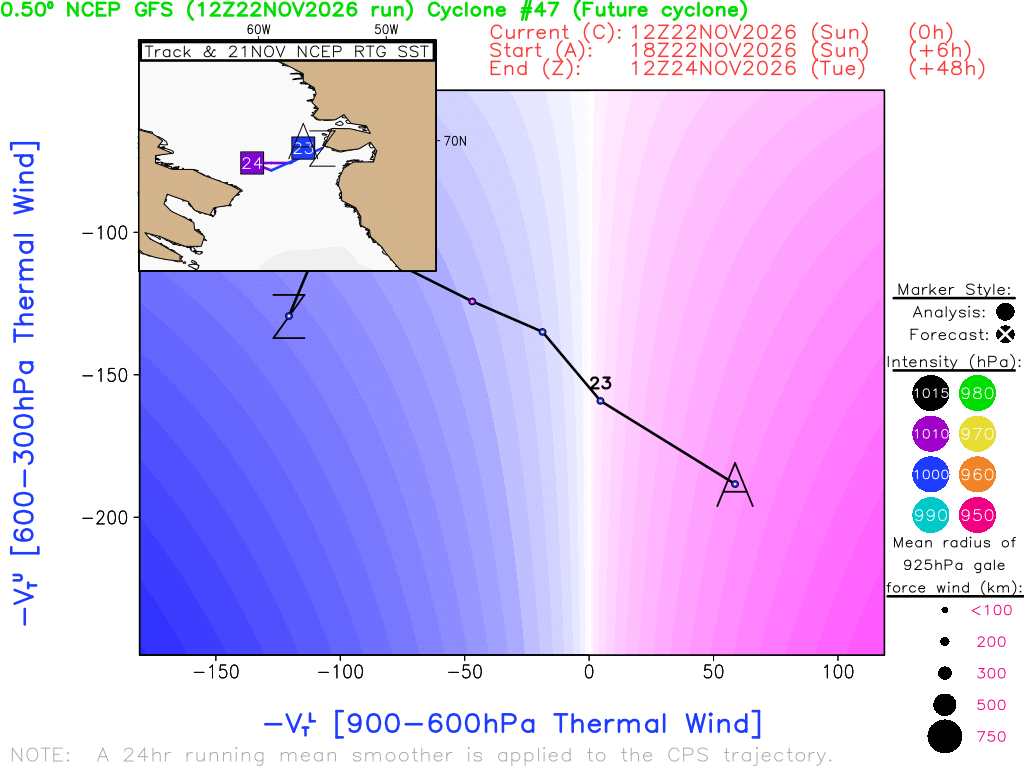 0.50° NCEP GFS (12Z22NOV2026 run) Cyclone #47 (Future cyclone)
Current (C): 12Z22NOV2026 (Sun) (0h)
Start (A): 18Z22NOV2026 (Sun) (+6h)
End (Z): 12Z24NOV2026 (Tue) (+48h)
60W 50W
Track & 21NOV NCEP RTG SST
70N
23
24
A
Z
−100
−150
−200
Z
23
A
−150 −100 −50 0 50 100
−VTU [600−300hPa Thermal Wind]
−VTL [900−600hPa Thermal Wind]
Marker Style:
Analysis:
Forecast:
Intensity (hPa):
1015 980
1010 970
1000 960
990 950
Mean radius of
925hPa gale
force wind (km):
<100
200
300
500
750
NOTE: A 24hr running mean smoother is applied to the CPS trajectory.